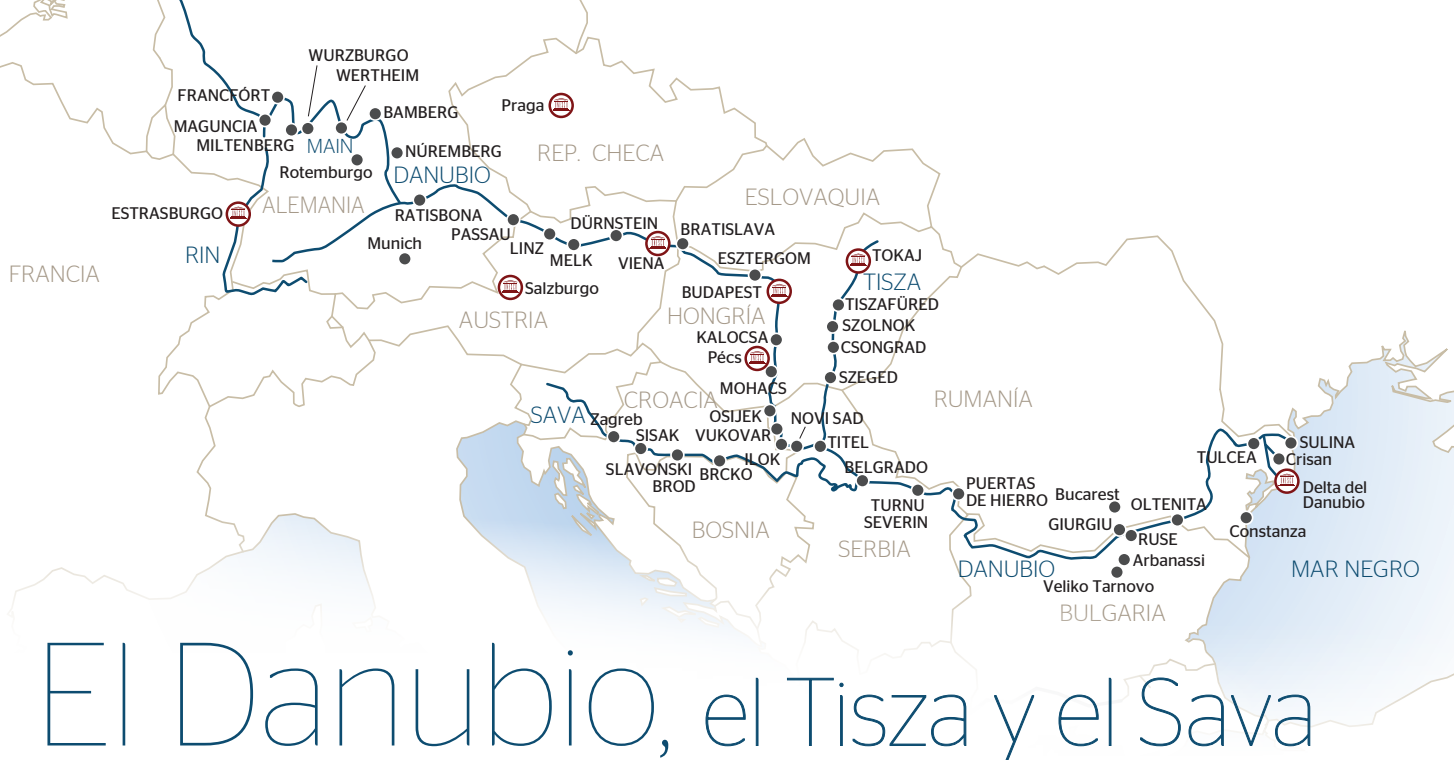 WURZBURGO
WERTHEIM
FRANCFÓRT
BAMBERG
Praga
MAGUNCIA
MILTENBERG
MAIN
NÚREMBERG
REP. CHECA
Rotemburgo
DANUBIO
ESLOVAQUIA
ESTRASBURGO
ALEMANIA
RATISBONA
PASSAU
DÜRNSTEIN
BRATISLAVA
Munich
LINZ
MELK
VIENA
RIN
ESZTERGOM
TOKAJ
FRANCIA
TISZA
Salzburgo
BUDAPEST
TISZAFÜRED
AUSTRIA
HONGRÍA
SZOLNOK
KALOCSA
CSONGRAD
Pécs
SZEGED
MOHACS
CROACIA
RUMANÍA
SAVA
Zagreb
OSIJEK
NOVI SAD
SISAK
VUKOVAR
TITEL
SULINA
TULCEA
Crisan
ILOK
SLAVONSKI
BROD
BRCKO
BELGRADO
PUERTAS
DE HIERRO
Delta del
Danubio
Bucarest
OLTENITA
TURNU
SEVERIN
GIURGIU
Constanza
BOSNIA
RUSE
SERBIA
Arbanassi
DANUBIO
MAR NEGRO
Veliko Tarnovo
BULGARIA
El Danubio, el Tisza y el Sava